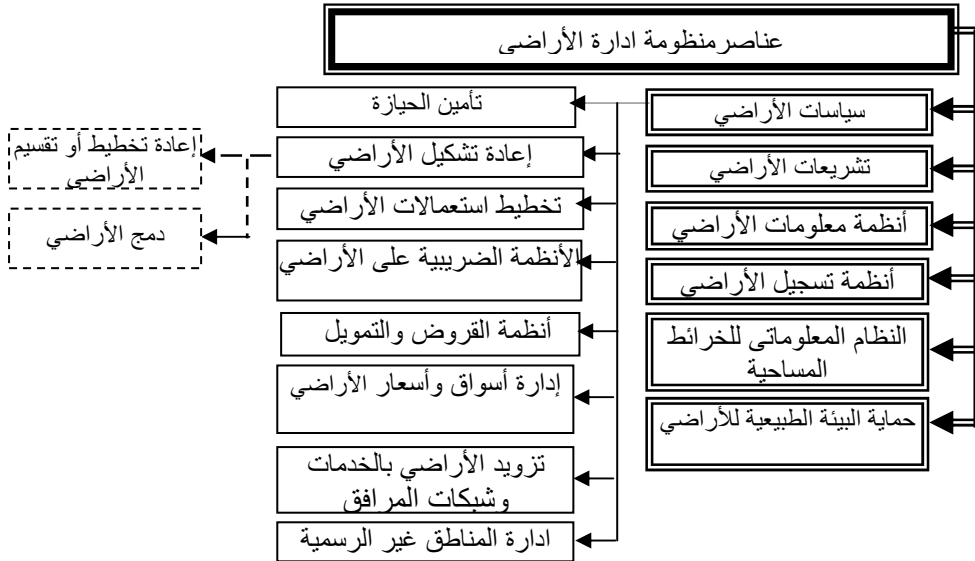 عناصر منظومة ادارة الأراضى
سياسات الأراضي
تشريعات الأراضي
أنظمة معلومات الأراضي
أنظمة تسجيل الأراضي
النظام المعلوماتى للخرائط
المساحية
حماية البيئة الطبيعية للأراضي
تأمين الحيازة
إعادة تشكيل الأراضي
تخطيط استعمالات الأراضي
الأنظمة الضريبية على الأراضي
أنظمة القروض والتمويل
إدارة أسواق وأسعار الأراضي
تزويد الأراضي بالخدمات
وشبكات المرافق
ادارة المناطق غير الرسمية
إعادة تخطيط أو تقسيم
الأراضى
دمج الأراضي